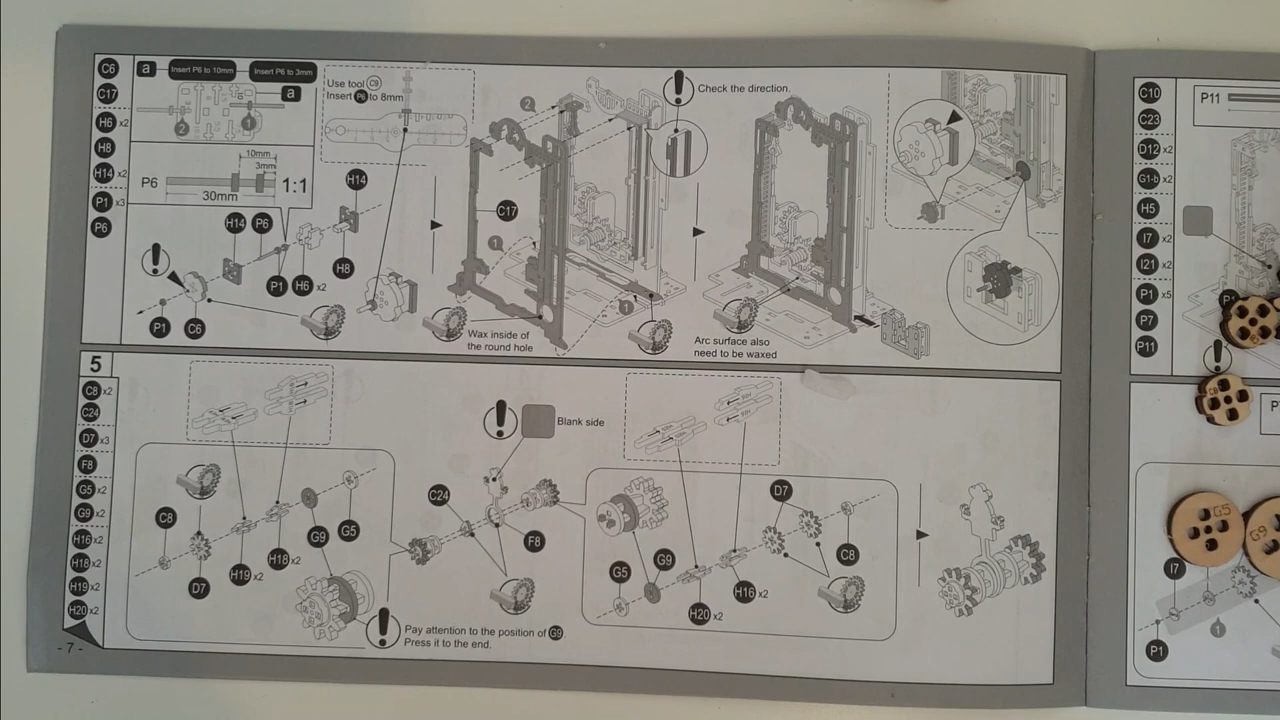 C6
C17
H6 x2
H8
H14 x2
P1 x3
P6
a
Insert P6 to 10mm
Insert P6 to 3mm
a
2
1
10mm
3mm
P6
30mm
1:1
Use tool C9
Insert P6 to 8mm
H14
H14
P6
H8
P1
H6 x2
P1
C6
2
C17
1
1
Wax inside of
the round hole
Check the direction.
Arc surface also
need to be waxed
5
C8 x2
C24
D7 x3
F8
G5 x2
G9 x2
H16 x2
H18 x2
H19 x2
H20 x2
- 7 -
C8
D7
H19 x2
H18 x2
G9
G5
Blank side
C24
F8
Pay attention to the position of G9
Press it to the end.
G5
G9
H20 x2
H16 x2
D7
C8
C10
C23
D12 x2
G1-b x2
H5
I7 x2
I21 x2
P1 x5
P7
P11
P11
G5
G9
I7
1
P1